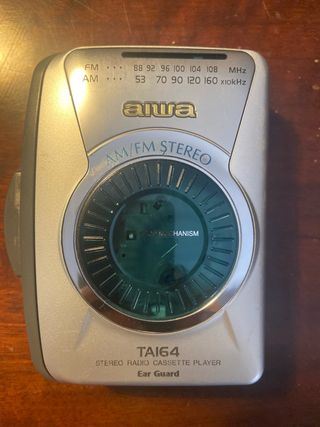 FM ••• 88 92 96 100 104 108 MHz
AM ••• 53 70 90 120 160 x10kHz
aiwa
AM/FM STEREO
MECHANISM
TA164
STEREO RADIO CASSETTE PLAYER
Ear Guard